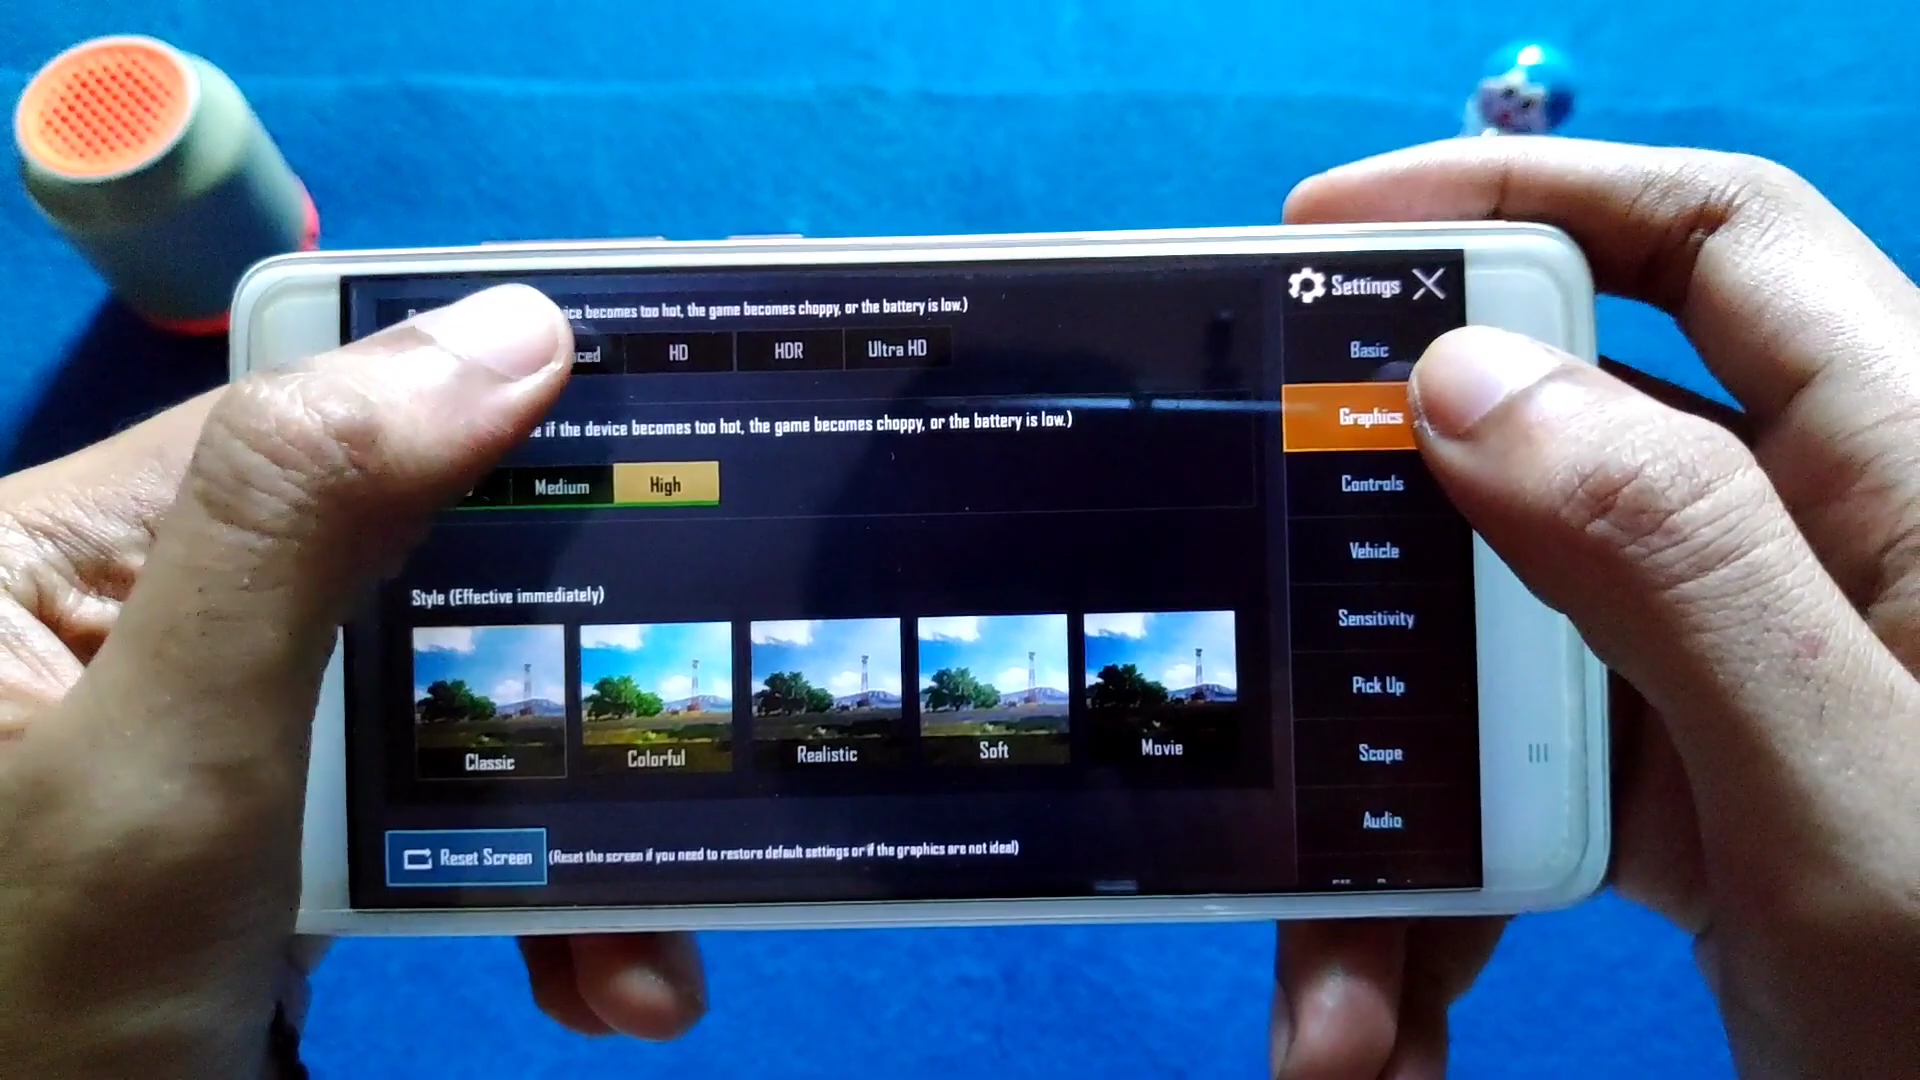 becomes too hot, the game becomes choppy, or the battery is low.)
HD HDR Ultra HD
if the device becomes too hot, the game becomes choppy, or the battery is low.)
Medium High
Style (Effective immediately)
Classic Colorful Realistic Soft Movie
Reset Screen (Reset the screen if you need to restore default settings or if the graphics are not ideal)
Settings
Basic
Graphics
Controls
Vehicle
Sensitivity
Pick Up
Scope
Audio